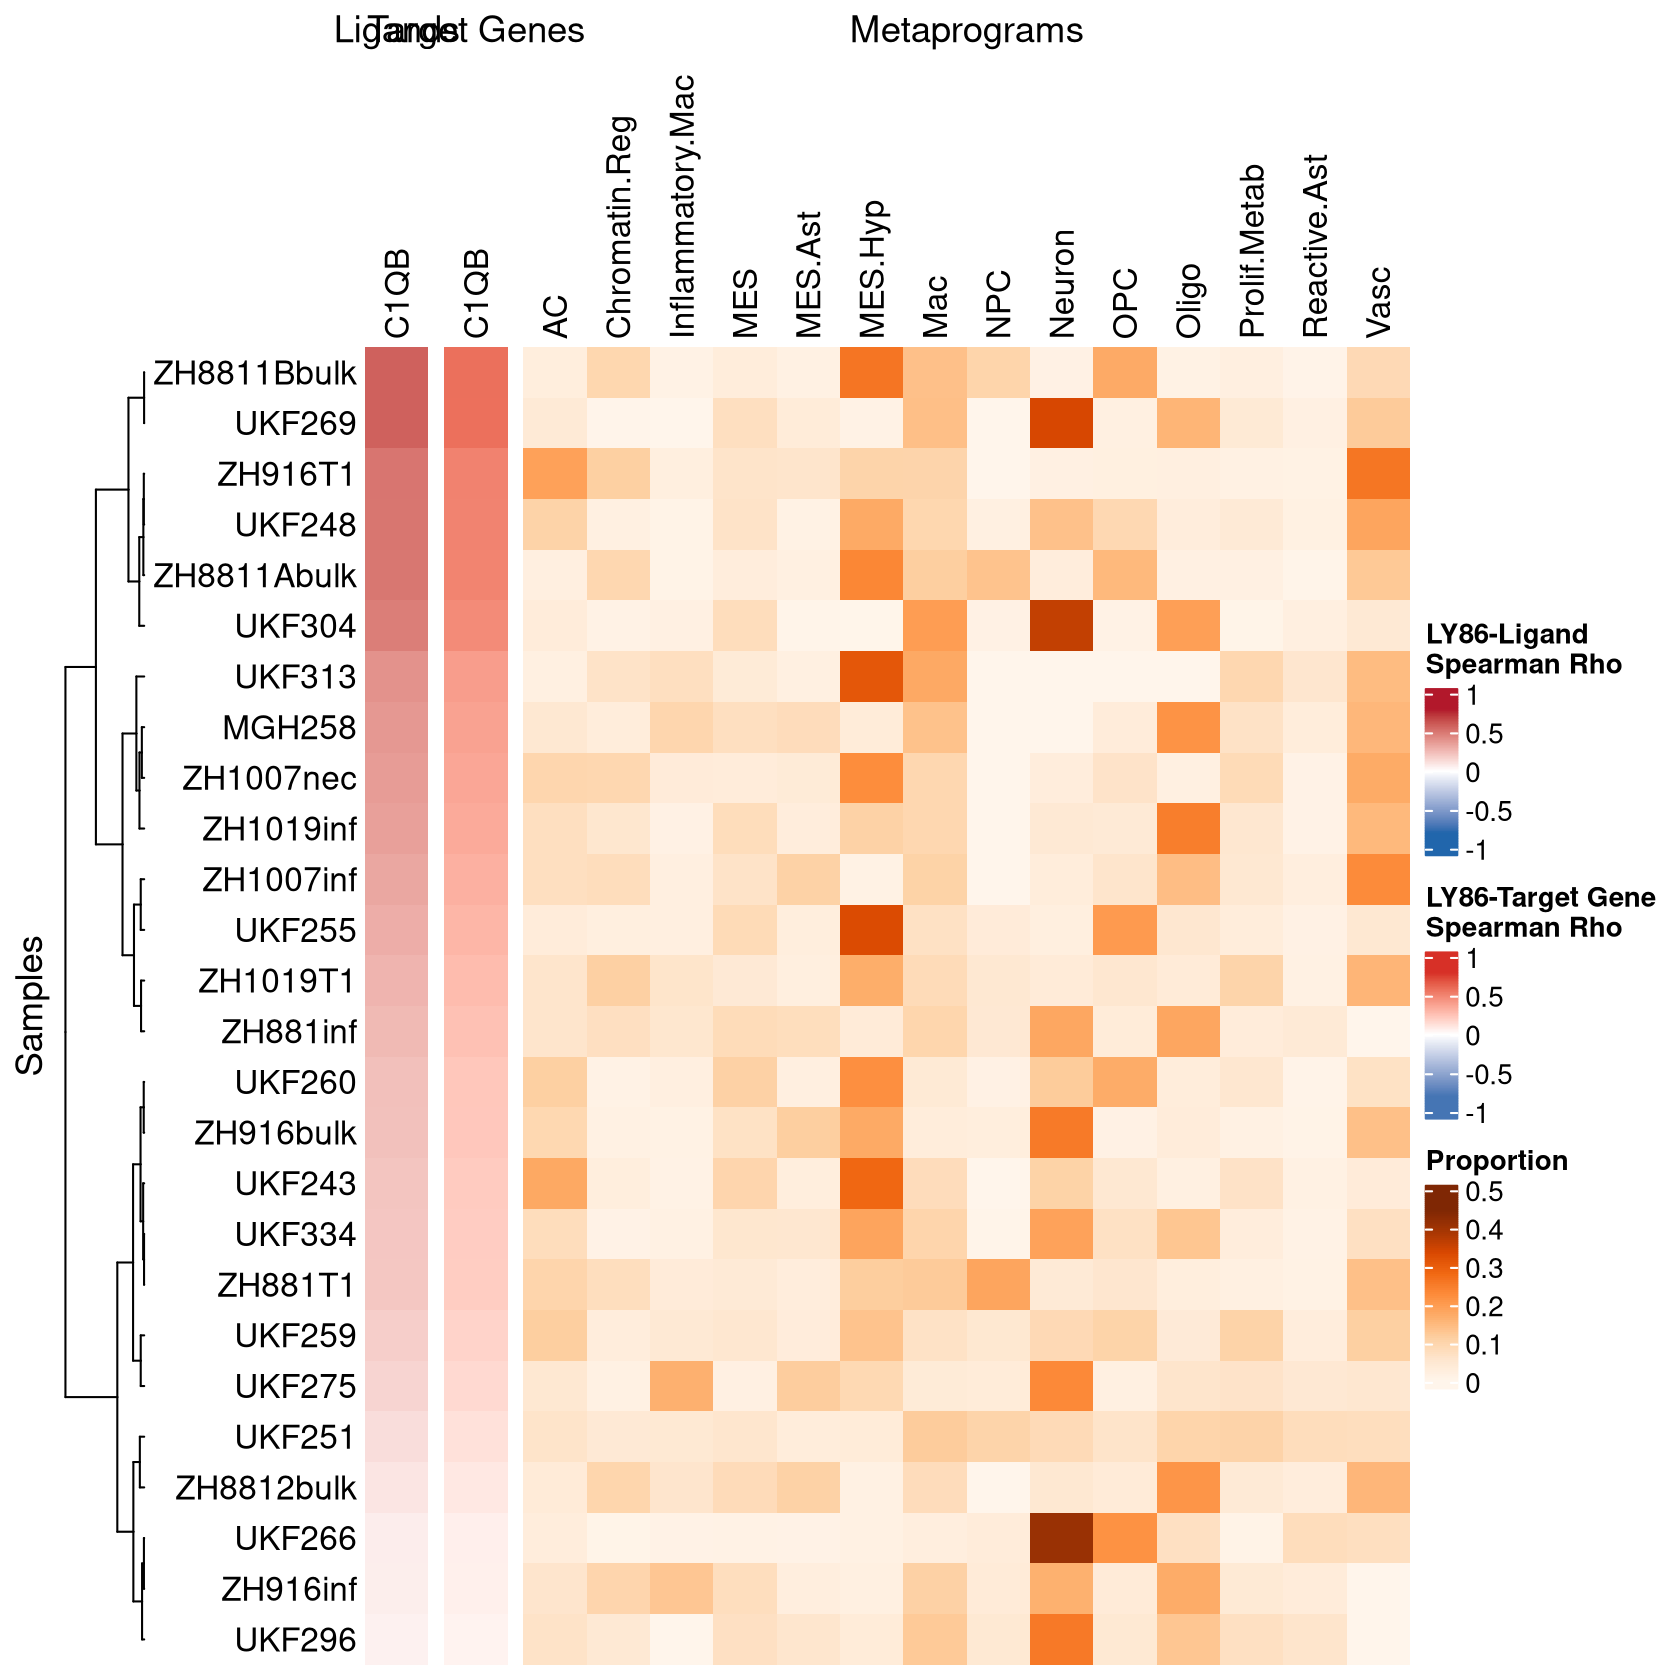 Ligands Target Genes Metaprograms
C1QB C1QB AC Chromatin.Reg Inflammatory.Mac MES MES.Ast MES.Hyp Mac NPC Neuron OPC Oligo Prolif.Metab Reactive.Ast Vasc
Samples
ZH8811Bbulk
UKF269
ZH916T1
UKF248
ZH8811Abulk
UKF304
UKF313
MGH258
ZH1007nec
ZH1019inf
ZH1007inf
UKF255
ZH1019T1
ZH881inf
UKF260
ZH916bulk
UKF243
UKF334
ZH881T1
UKF259
UKF275
UKF251
ZH8812bulk
UKF266
ZH916inf
UKF296
LY86-Ligand
Spearman Rho
1
0.5
0
-0.5
-1
LY86-Target Gene
Spearman Rho
1
0.5
0
-0.5
-1
Proportion
0.5
0.4
0.3
0.2
0.1
0